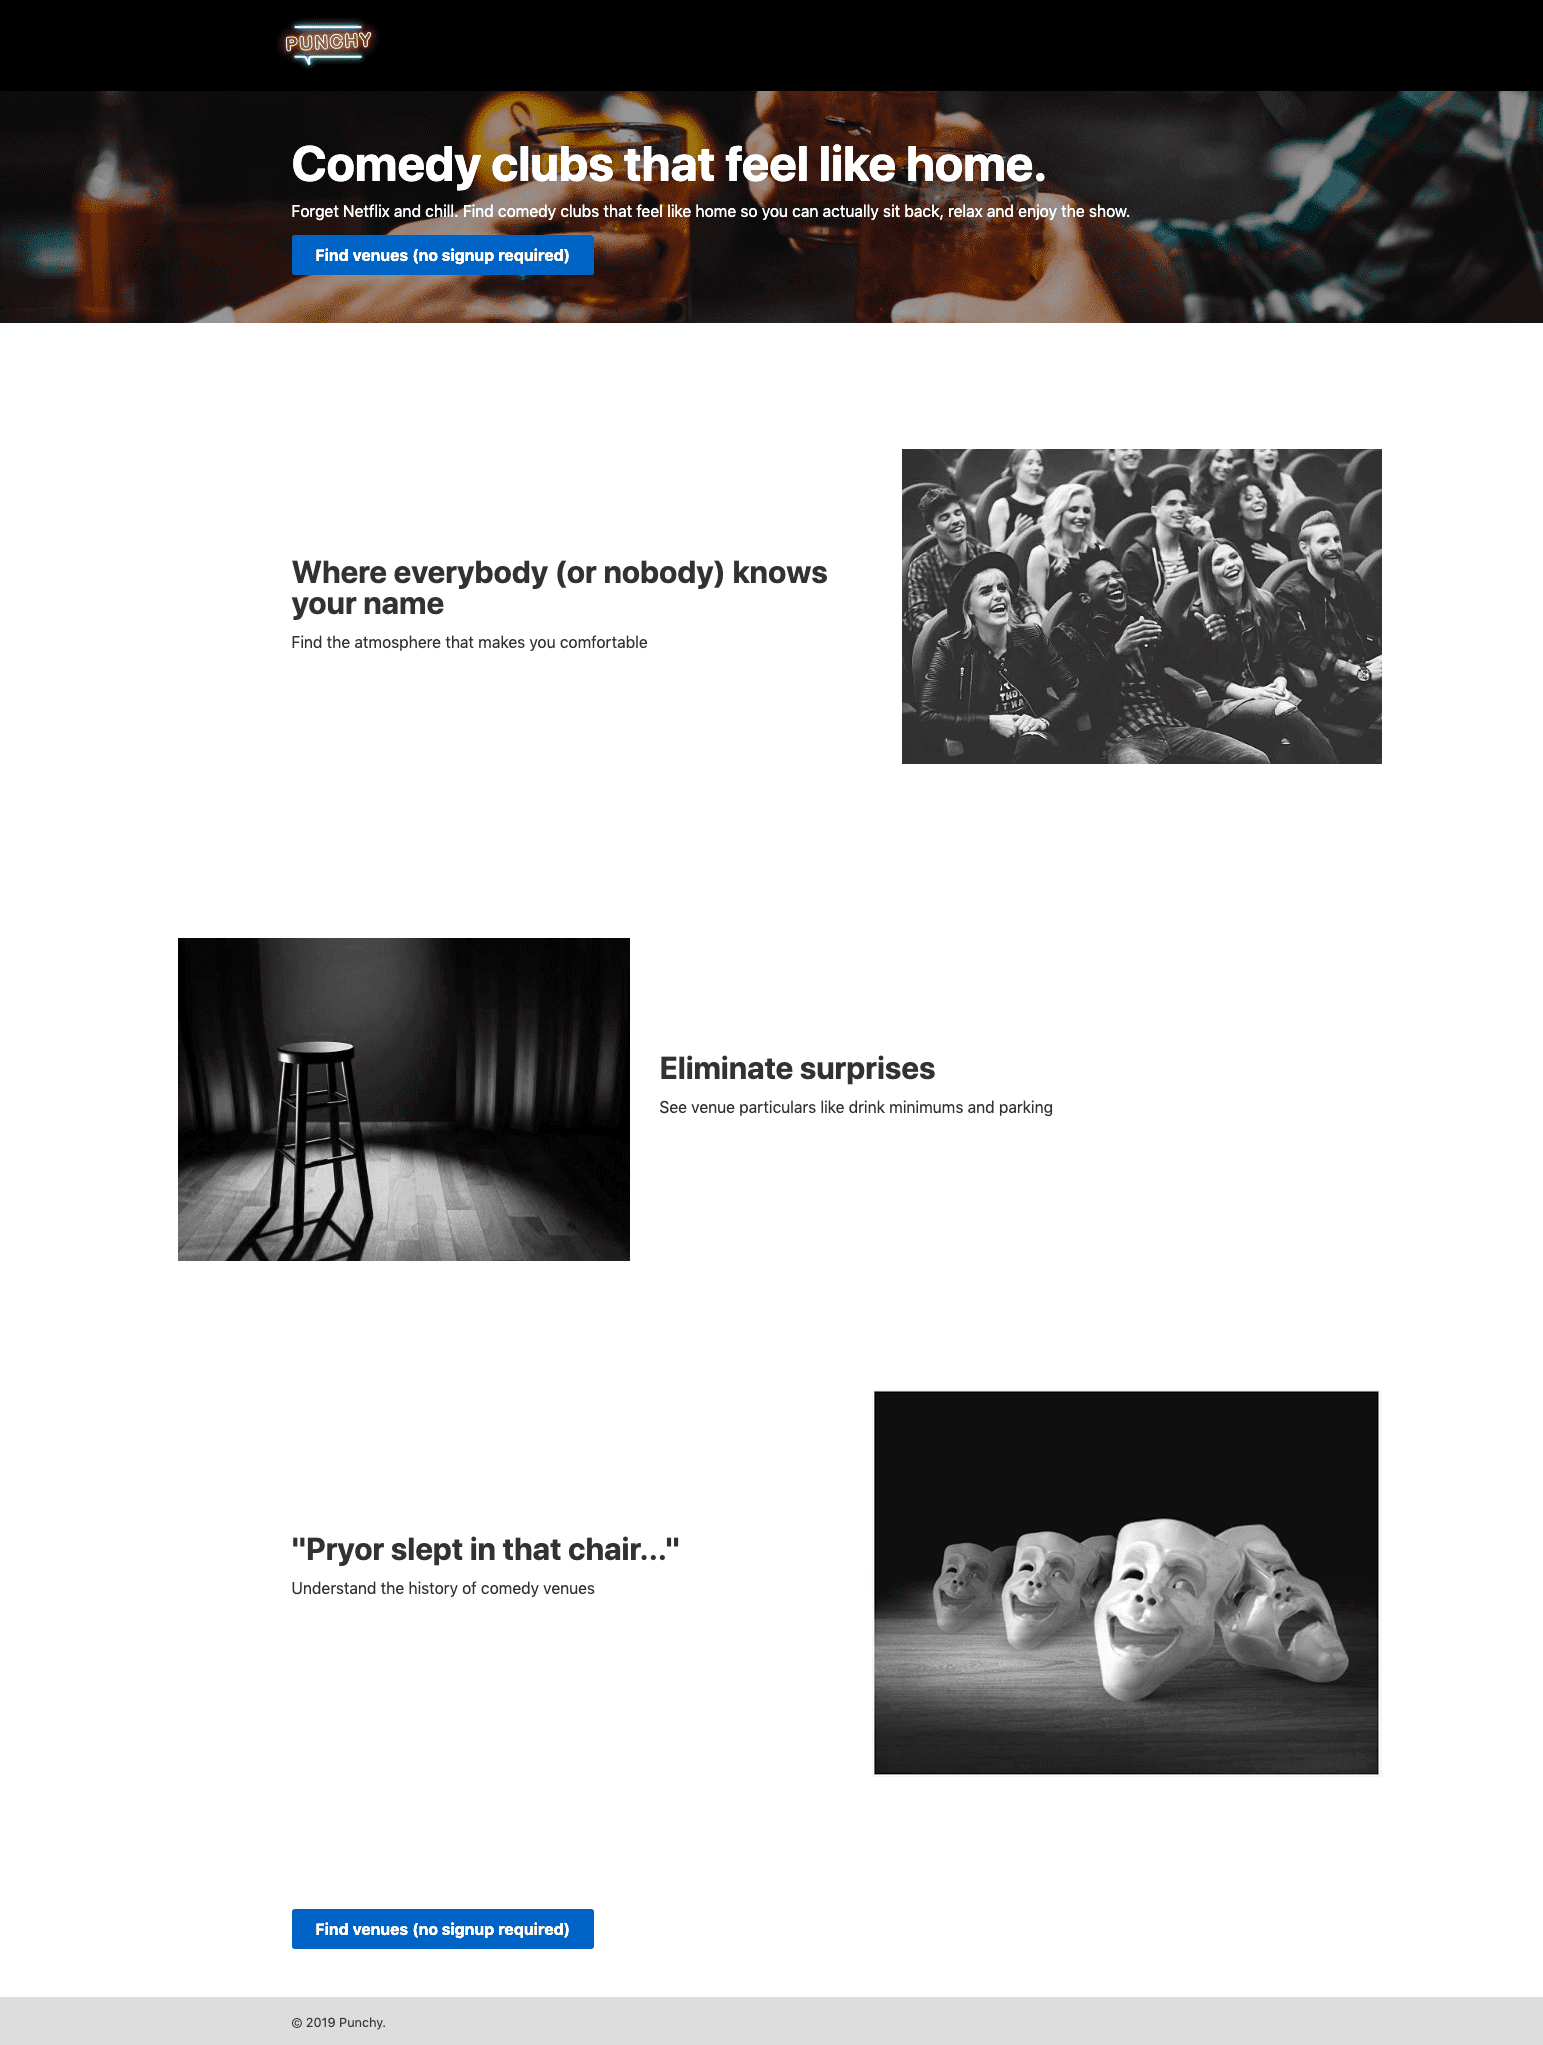 PUNCHY
Comedy clubs that feel like home.
Forget Netflix and chill. Find comedy clubs that feel like home so you can actually sit back, relax and enjoy the show.
Find venues (no signup required)
Where everybody (or nobody) knows
your name
Find the atmosphere that makes you comfortable
Eliminate surprises
See venue particulars like drink minimums and parking
"Pryor slept in that chair..."
Understand the history of comedy venues
Find venues (no signup required)
© 2019 Punchy.